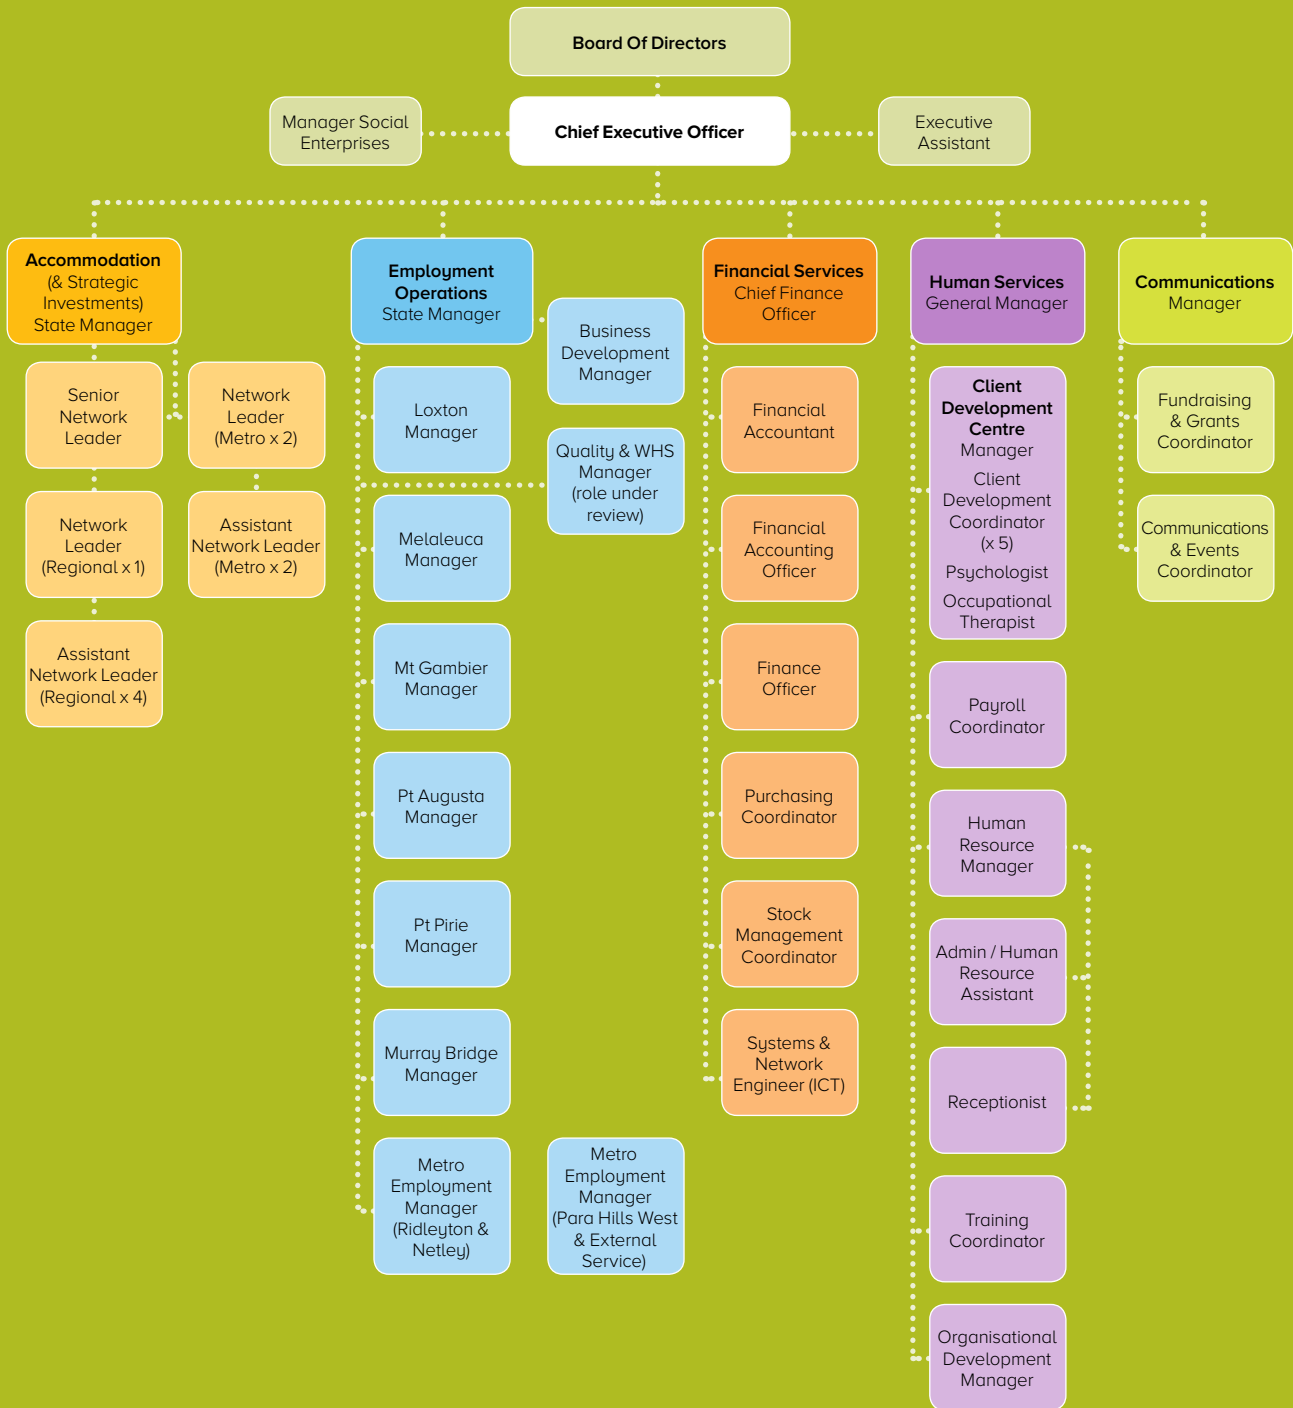 Board Of Directors
Manager Social
Enterprises
Chief Executive Officer
Executive
Assistant
Accommodation
(& Strategic
Investments)
State Manager
Senior
Network
Leader
Network
Leader
(Metro x 2)
Network
Leader
(Regional x 1)
Assistant
Network Leader
(Metro x 2)
Assistant
Network Leader
(Regional x 4)
Employment
Operations
State Manager
Business
Development
Manager
Loxton
Manager
Quality & WHS
Manager
(role under
review)
Melaleuca
Manager
Mt Gambier
Manager
Pt Augusta
Manager
Pt Pirie
Manager
Murray Bridge
Manager
Metro
Employment
Manager
(Ridleyton &
Netley)
Metro
Employment
Manager
(Para Hills West
& External
Service)
Financial Services
Chief Finance
Officer
Financial
Accountant
Financial
Accounting
Officer
Finance
Officer
Purchasing
Coordinator
Stock
Management
Coordinator
Systems &
Network
Engineer (ICT)
Human Services
General Manager
Client
Development
Centre
Manager
Client
Development
Coordinator
(x 5)
Psychologist
Occupational
Therapist
Payroll
Coordinator
Human
Resource
Manager
Admin / Human
Resource
Assistant
Receptionist
Training
Coordinator
Organisational
Development
Manager
Communications
Manager
Fundraising
& Grants
Coordinator
Communications
& Events
Coordinator